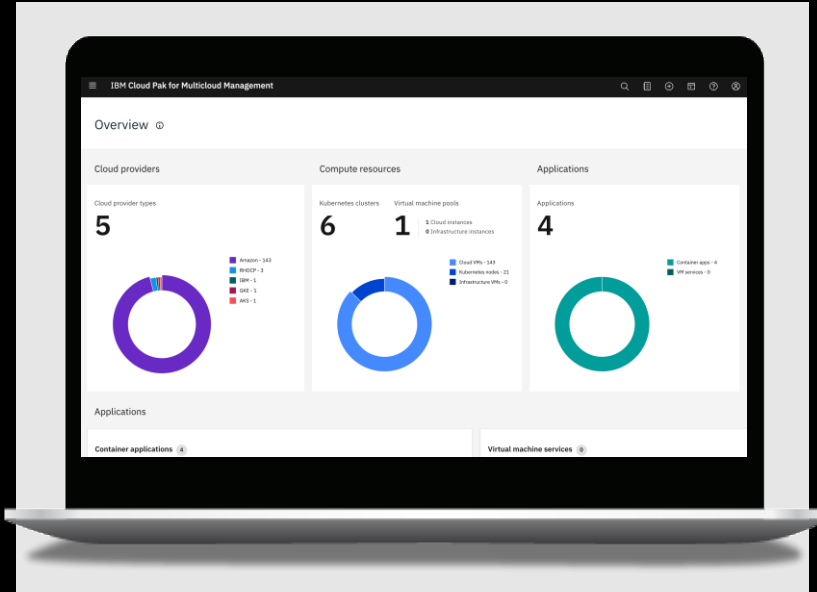 IBM Cloud Pak for Multicloud Management
Overview
Cloud providers
Compute resources
Applications
Cloud provider types
5
Amazon - 143
RHOCP - 3
IBM - 1
GKE - 1
AKS - 1
Kubernetes clusters
6
Virtual machine pools
1
1 Cloud instances
0 Infrastructure instances
Cloud VMs - 143
Kubernetes nodes - 21
Infrastructure VMs - 0
Applications
4
Container apps - 4
VM services - 0
Applications
Container applications 4
Virtual machine services 0